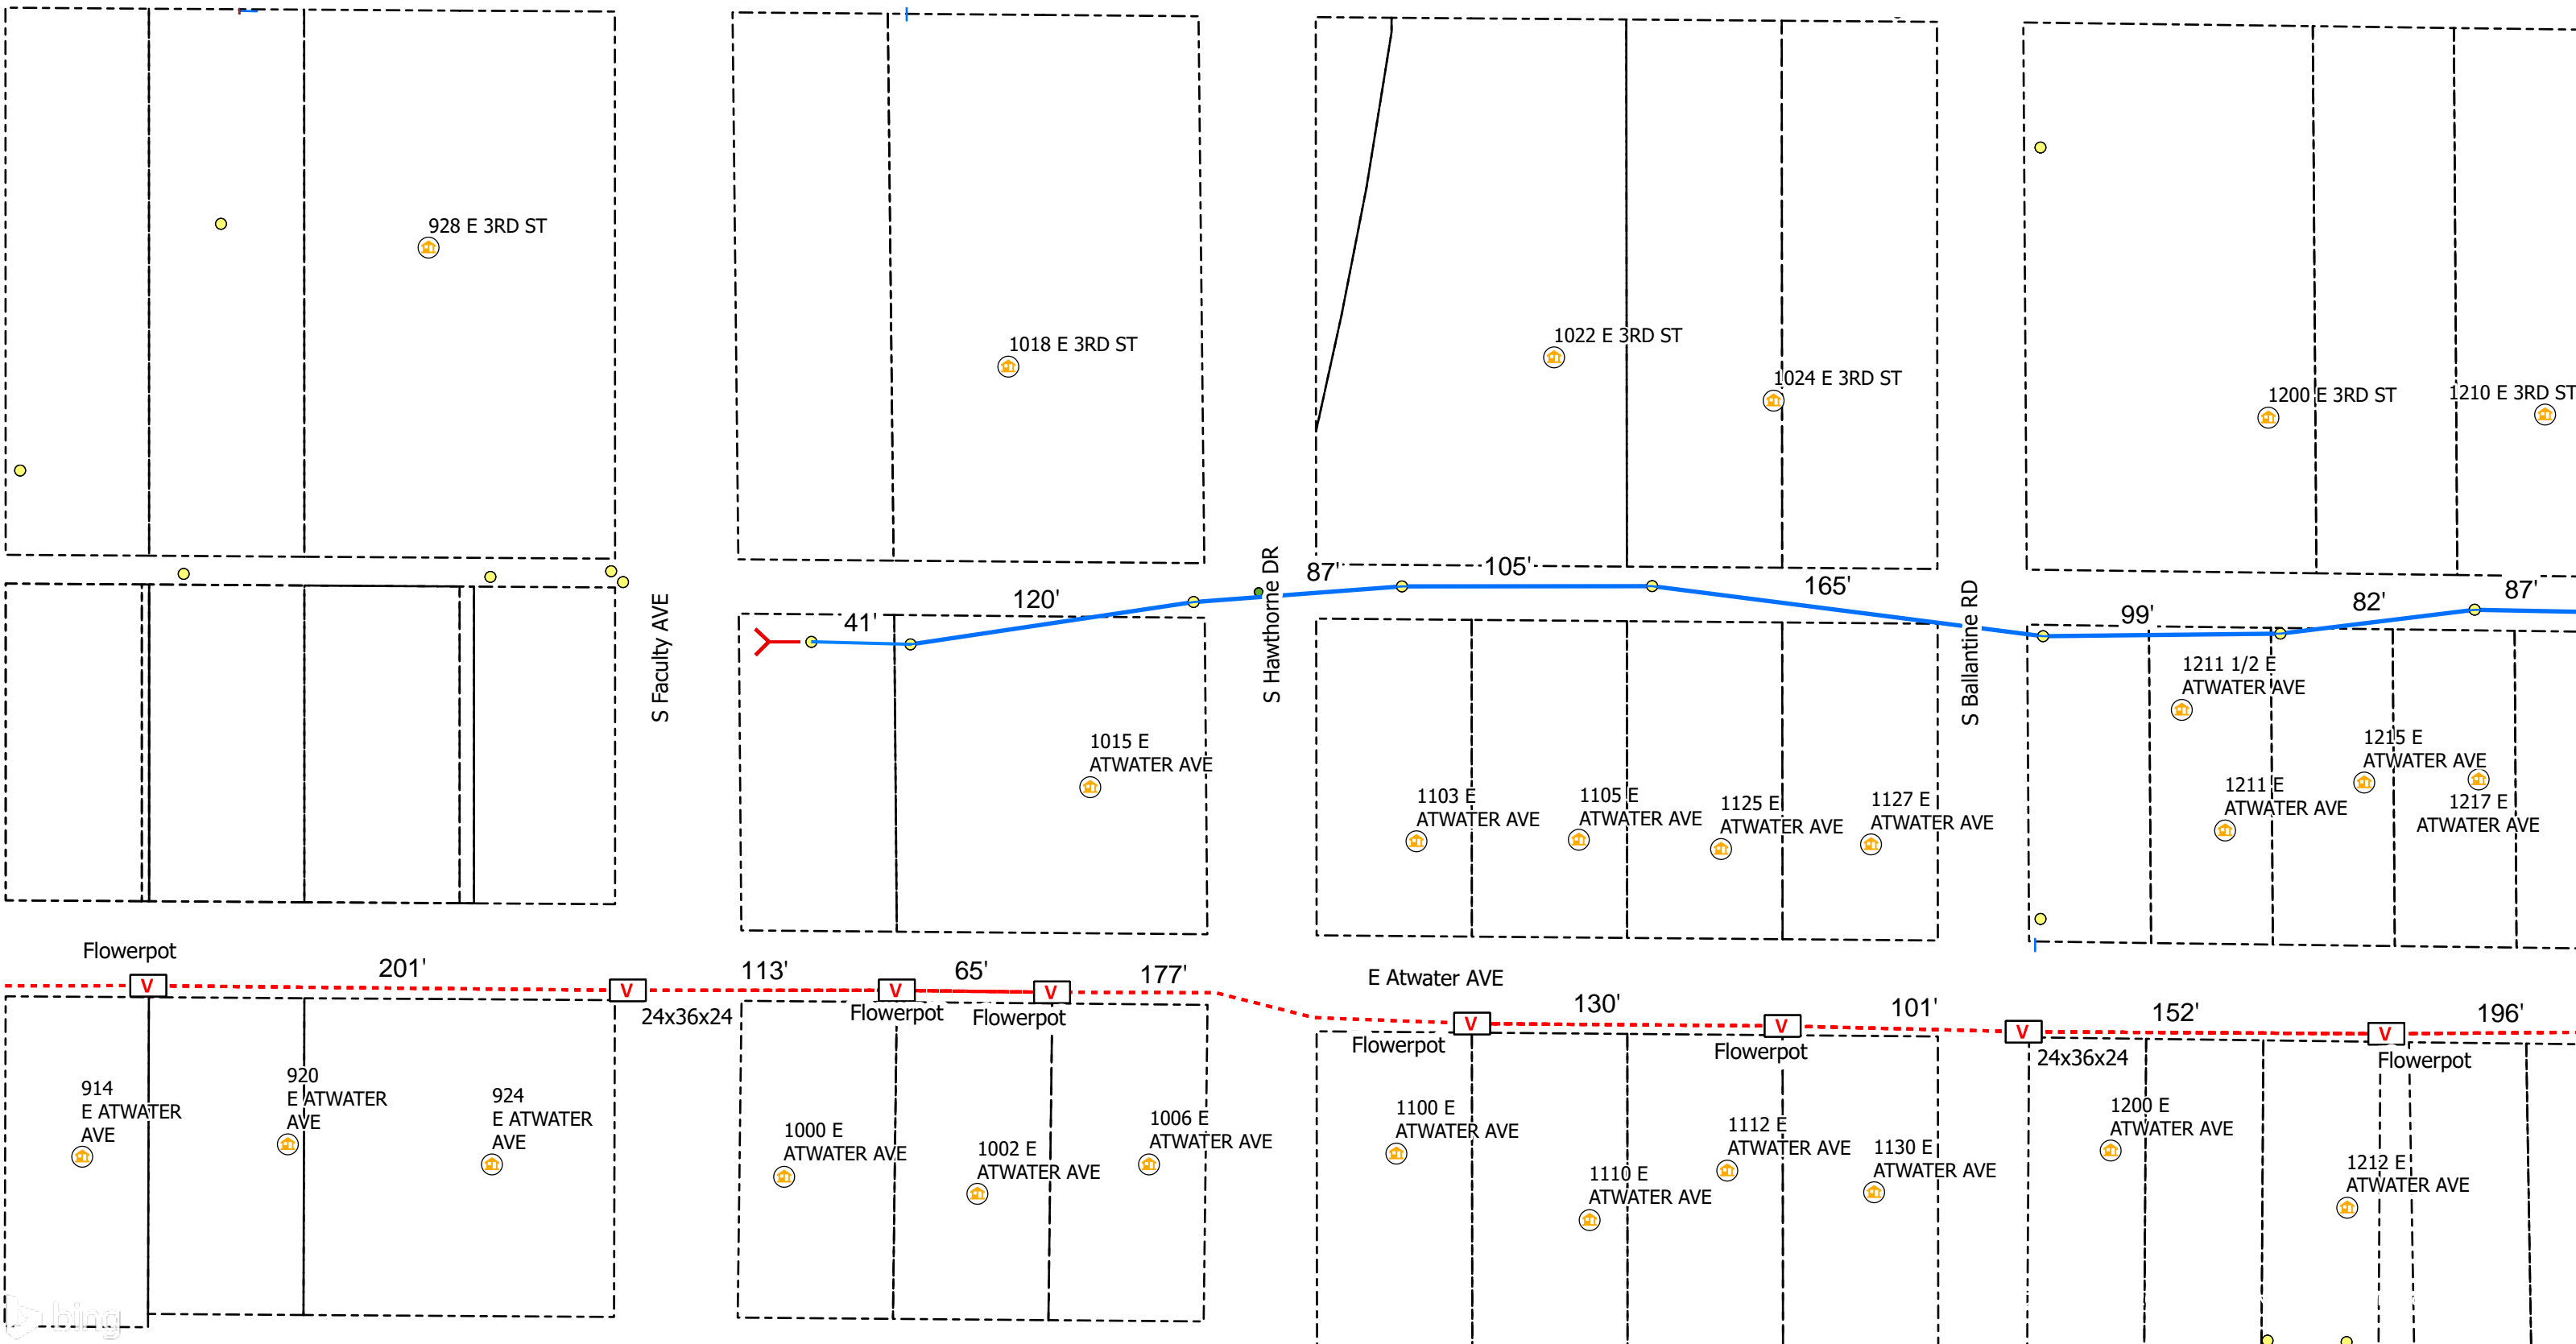 928 E 3RD ST
1018 E 3RD ST
1022 E 3RD ST
1024 E 3RD ST
1200 E 3RD ST
1210 E 3RD ST
S Faculty AVE
41'
120'
S Hawthorne DR
87'
105'
165'
S Ballantine RD
99'
82'
87'
1015 E
ATWATER AVE
1103 E
ATWATER AVE
1105 E
ATWATER AVE
1125 E
ATWATER AVE
1127 E
ATWATER AVE
1211 1/2 E
ATWATER AVE
1211 E
ATWATER AVE
1215 E
ATWATER AVE
1217 E
ATWATER AVE
Flowerpot
V
201'
V
24x36x24
113'
V
Flowerpot
65'
V
Flowerpot
177'
E Atwater AVE
V
Flowerpot
130'
V
Flowerpot
101'
V
24x36x24
152'
V
Flowerpot
196'
914
E ATWATER
AVE
920
E ATWATER
AVE
924
E ATWATER
AVE
1000 E
ATWATER AVE
1002 E
ATWATER AVE
1006 E
ATWATER AVE
1100 E
ATWATER AVE
1110 E
ATWATER AVE
1112 E
ATWATER AVE
1130 E
ATWATER AVE
1200 E
ATWATER AVE
1212 E
ATWATER AVE
bing